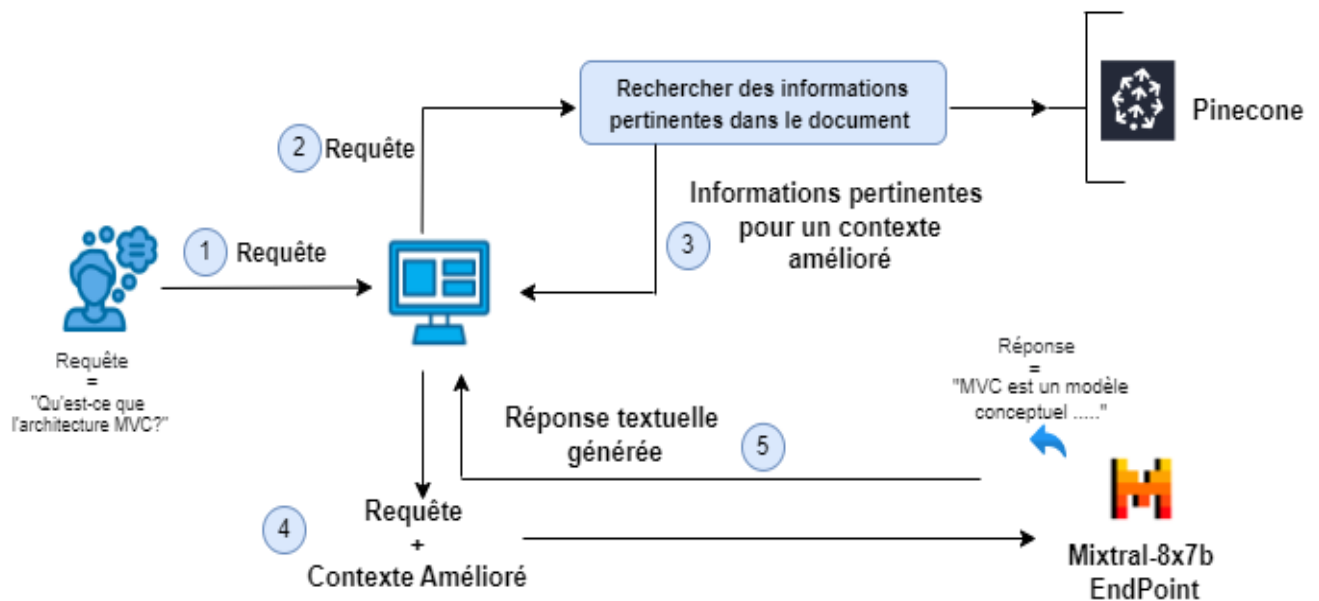 Rechercher des informations
pertinentes dans le document
Pinecone
2 Requête
Informations pertinentes
pour un contexte
amélioré
3
1 Requête
Requête
=
"Qu'est-ce que
l'architecture MVC?"
Réponse
=
"MVC est un modèle
conceptuel ....."
Réponse textuelle
générée
5
4
Requête
+
Contexte Amélioré
Mixtral-8x7b
EndPoint